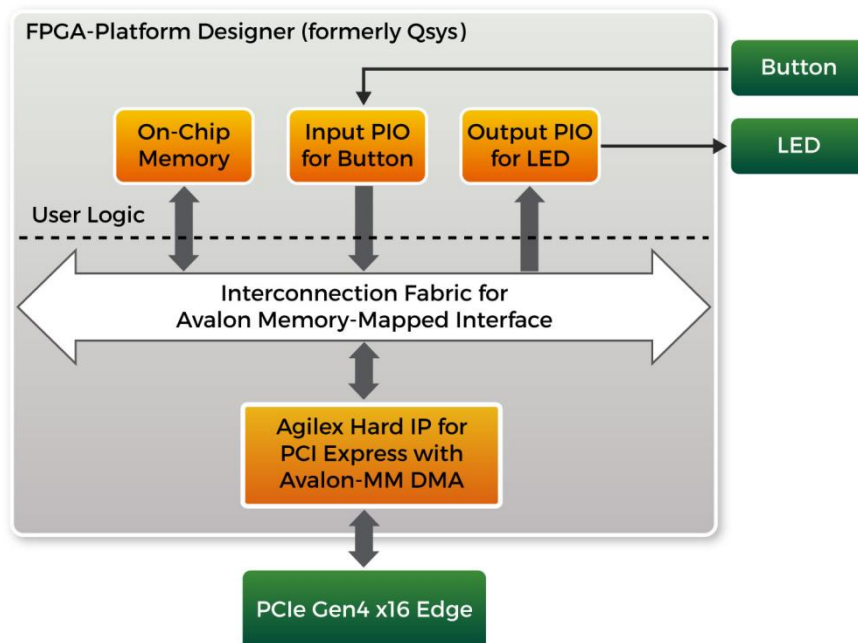 FPGA-Platform Designer (formerly Qsys)
Button
On-Chip
Memory
Input PIO
for Button
Output PIO
for LED
LED
User Logic
Interconnection Fabric for
Avalon Memory-Mapped Interface
Agilex Hard IP for
PCI Express with
Avalon-MM DMA
PCIe Gen4 x16 Edge